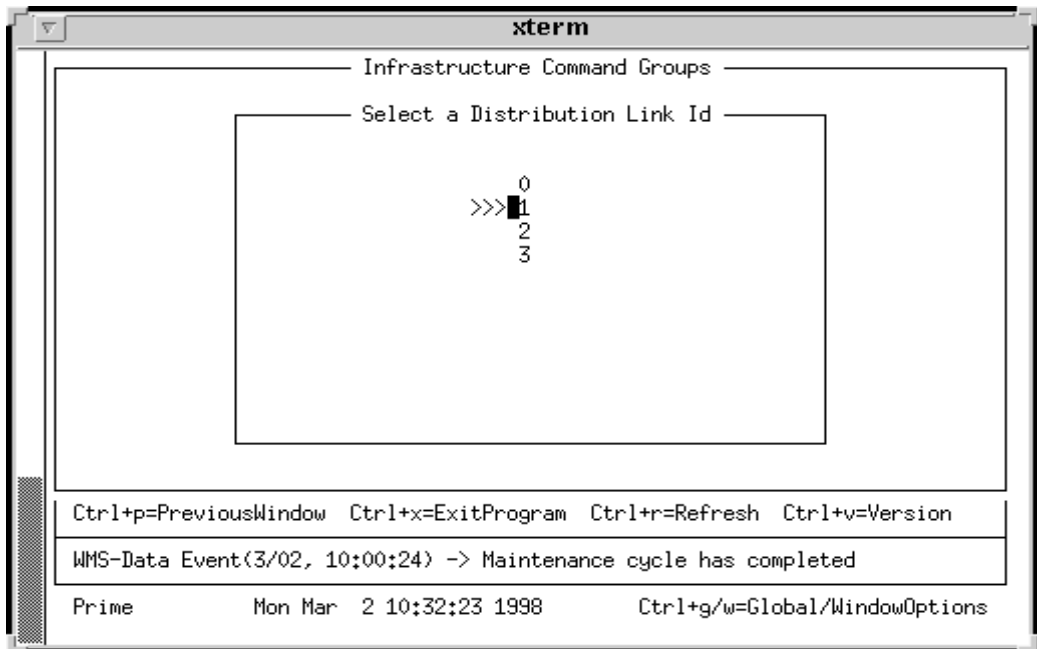 xterm
Infrastructure Command Groups
Select a Distribution Link Id
0
>>> 1
2
3
Ctrl+p=PreviousWindow Ctrl+x=ExitProgram Ctrl+r=Refresh Ctrl+v=Version
WMS-Data Event(3/02, 10:00:24) -> Maintenance cycle has completed
Prime Mon Mar 2 10:32:23 1998 Ctrl+g/w=Global/WindowOptions